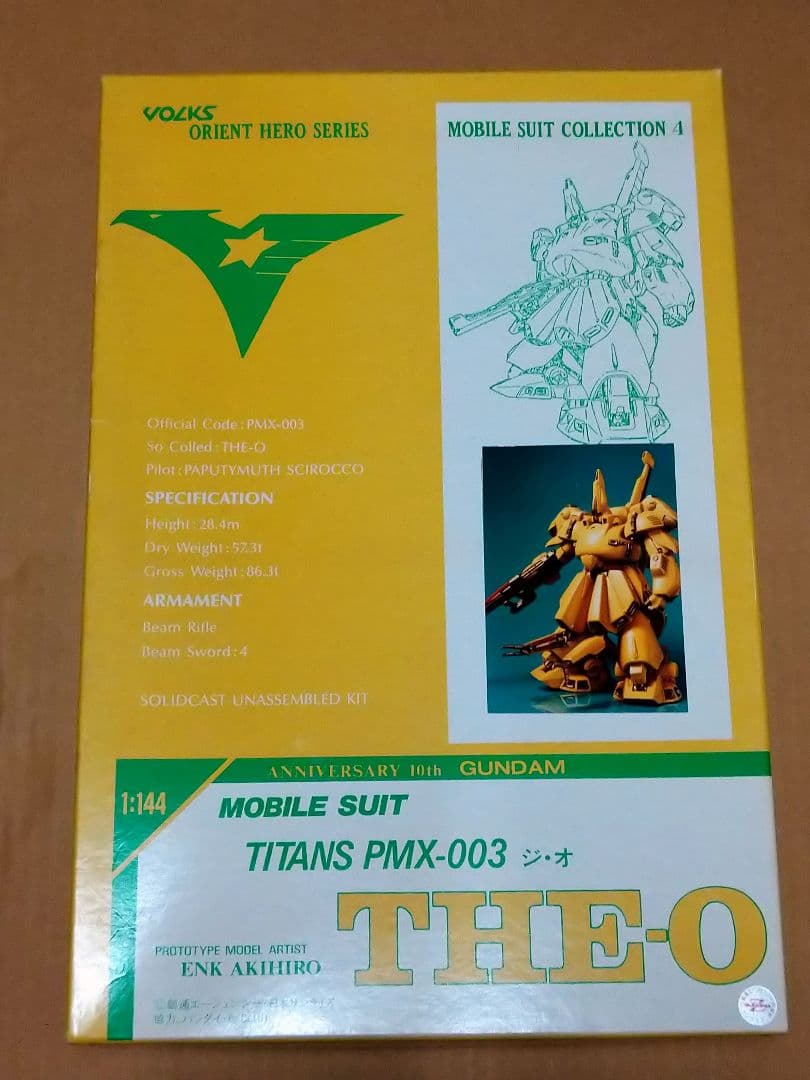 VOLKS
ORIENT HERO SERIES
MOBILE SUIT COLLECTION 4
Official Code : PMX-003
So Colled : THE-O
Pilot : PAPUTYMUTH SCIROCCO
SPECIFICATION
Height : 28.4m
Dry Weight : 57.3t
Gross Weight : 86.3t
ARMAMENT
Beam Rifle
Beam Sword : 4
SOLIDCAST UNASSEMBLED KIT
ANNIVERSARY 10th GUNDAM
1:144
MOBILE SUIT
TITANS PMX-003 ジ・オ
THE-O
PROTOTYPE MODEL ARTIST
ENK AKIHIRO